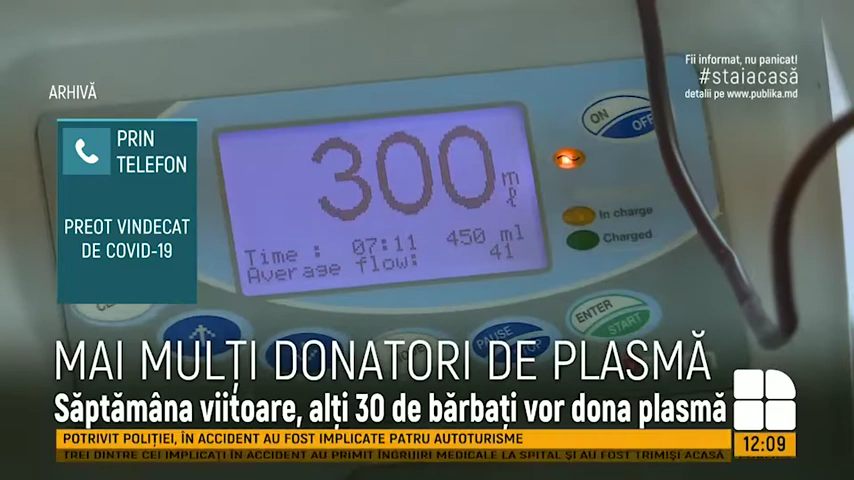 Fii informat, nu panicat!
#staiacasă
detalii pe www.publika.md
ARHIVĂ
PRIN
TELEFON
PREOT VINDECAT
DE COVID-19
ON
OFF
300 ml
In charge
Charged
Time : 07:11 450 ml
Average flow: 41
ENTER
START
PAUSE
MAI MULȚI DONATORI DE PLASMĂ
Săptămâna viitoare, alți 30 de bărbați vor dona plasmă
POTRIVIT POLIȚIEI, ÎN ACCIDENT AU FOST IMPLICATE PATRU AUTOTURISME
TREI DINTRE CEI IMPLICAȚI ÎN ACCIDENT AU PRIMIT ÎNGRIJIRI MEDICALE LA SPITAL ȘI AU FOST TRIMIȘI ACASĂ
12:09